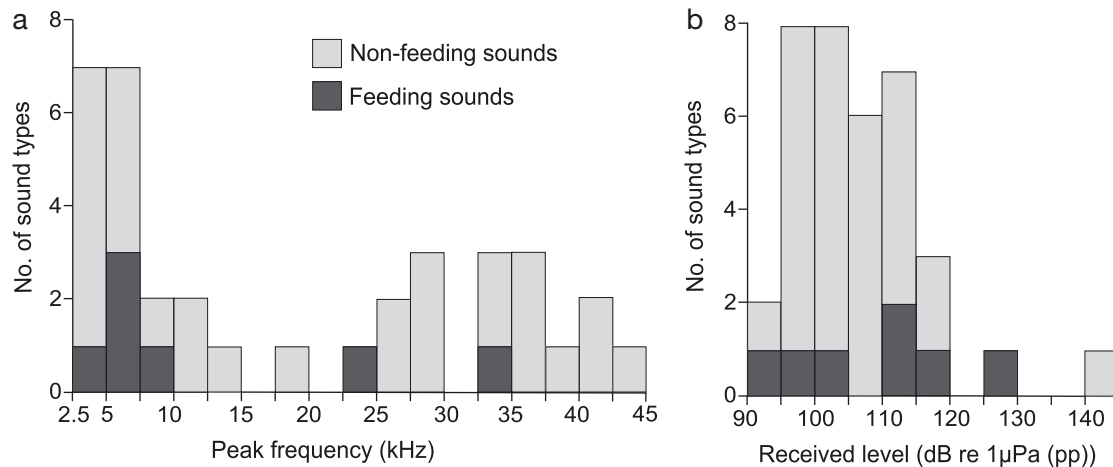 a
No. of sound types
8
6
4
2
0
2.5 5 10 15 20 25 30 35 40 45
Peak frequency (kHz)
Non-feeding sounds
Feeding sounds
b
No. of sound types
8
6
4
2
0
90 100 110 120 130 140
Received level (dB re 1µPa (pp))